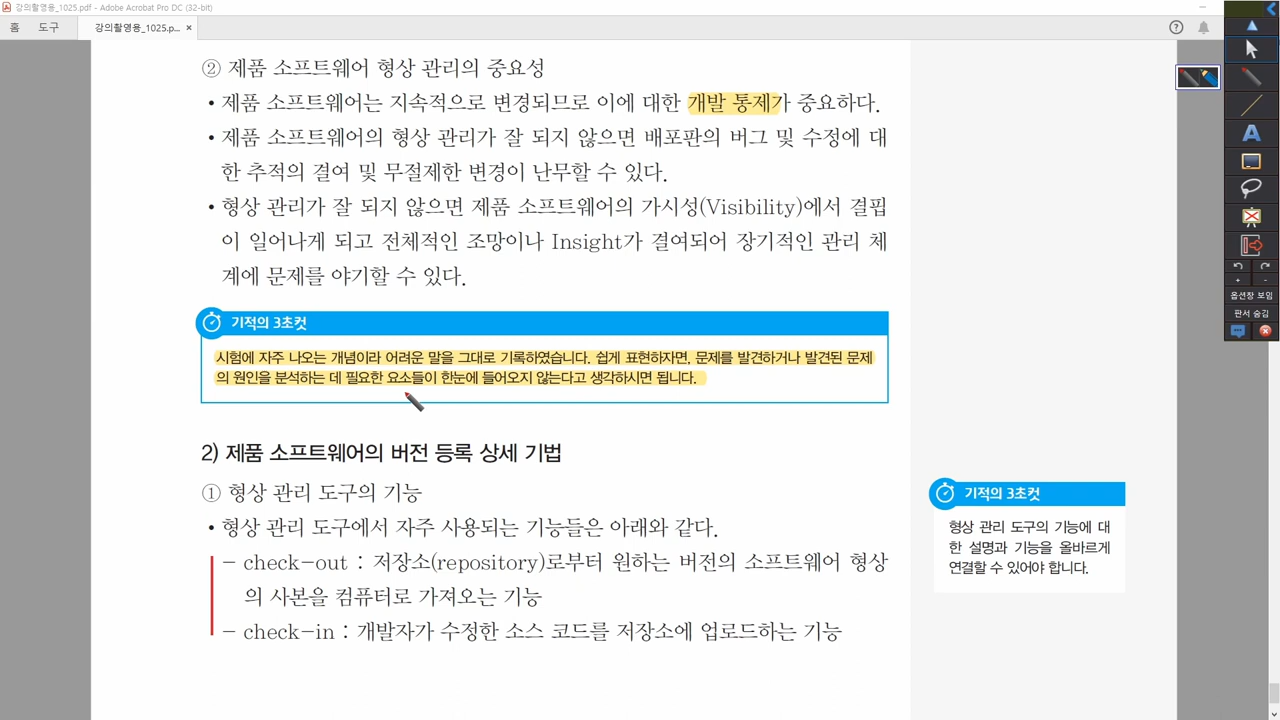 강의촬영용_1025.pdf - Adobe Acrobat Pro DC (32-bit)
홈 도구 강의촬영용_1025.p... ×
② 제품 소프트웨어 형상 관리의 중요성
• 제품 소프트웨어는 지속적으로 변경되므로 이에 대한 개발 통제가 중요하다.
• 제품 소프트웨어의 형상 관리가 잘 되지 않으면 배포판의 버그 및 수정에 대
한 추적의 결여 및 무절제한 변경이 난무할 수 있다.
• 형상 관리가 잘 되지 않으면 제품 소프트웨어의 가시성(Visibility)에서 결핍
이 일어나게 되고 전체적인 조망이나 Insight가 결여되어 장기적인 관리 체
계에 문제를 야기할 수 있다.
기적의 3초컷
시험에 자주 나오는 개념이라 어려운 말을 그대로 기록하였습니다. 쉽게 표현하자면, 문제를 발견하거나 발견된 문제
의 원인을 분석하는 데 필요한 요소들이 한눈에 들어오지 않는다고 생각하시면 됩니다.
2) 제품 소프트웨어의 버전 등록 상세 기법
① 형상 관리 도구의 기능
• 형상 관리 도구에서 자주 사용되는 기능들은 아래와 같다.
- check-out : 저장소(repository)로부터 원하는 버전의 소프트웨어 형상
의 사본을 컴퓨터로 가져오는 기능
- check-in : 개발자가 수정한 소스 코드를 저장소에 업로드하는 기능
기적의 3초컷
형상 관리 도구의 기능에 대
한 설명과 기능을 올바르게
연결할 수 있어야 합니다.
A
옵션장 보임
판서 숨김